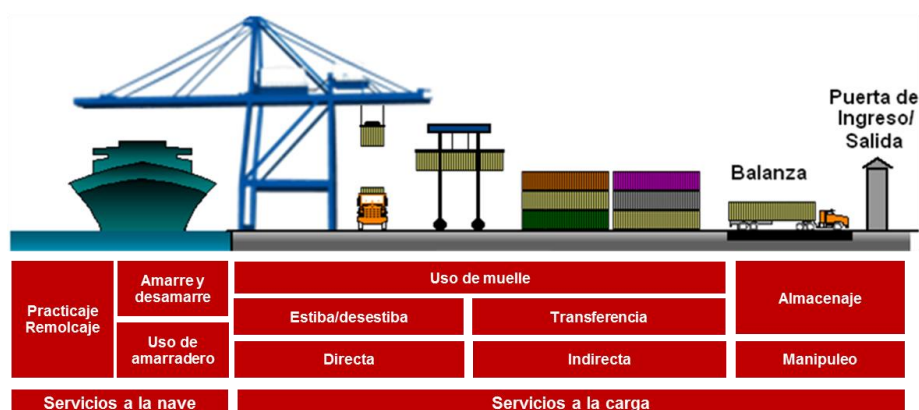 Puerta de
Ingreso/
Salida
Balanza
Practicaje
Remolcaje
Amarre y
desamarre
Uso de
amarradero
Uso de muelle
Estiba/desestiba
Transferencia
Directa
Indirecta
Almacenaje
Manipuleo
Servicios a la nave
Servicios a la carga